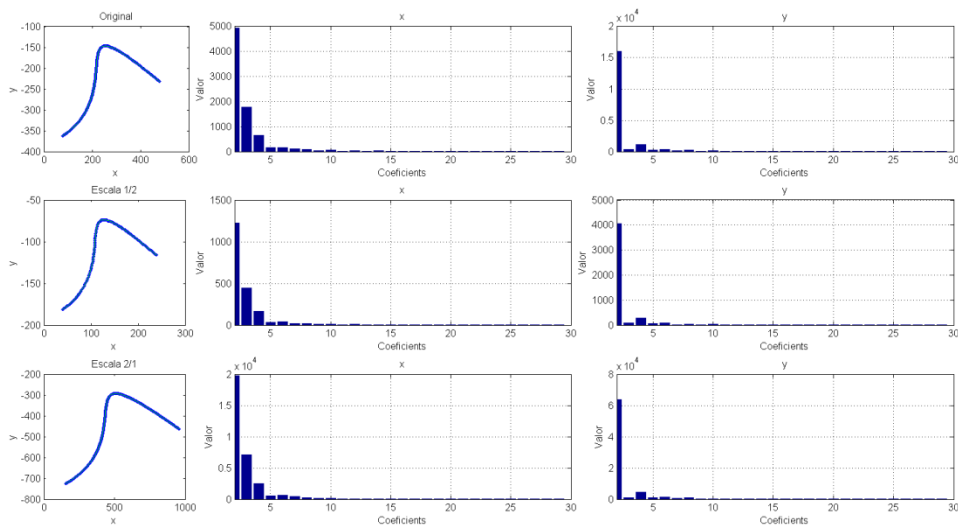 Original
-100
-150
-200
-250
-300
-350
-400
y
0 200 400 600
x
x
5000
4000
3000
2000
1000
0
Valor
5 10 15 20 25 30
Coeficients
y
x 10^4
2
1.5
1
0.5
0
Valor
5 10 15 20 25 30
Coeficients
Escala 1/2
-50
-100
-150
-200
y
0 100 200 300
x
x
1500
1000
500
0
Valor
5 10 15 20 25 30
Coeficients
y
5000
4000
3000
2000
1000
0
Valor
5 10 15 20 25 30
Coeficients
Escala 2/1
-200
-300
-400
-500
-600
-700
-800
y
0 500 1000
x
x
x 10^4
2
1.5
1
0.5
0
Valor
5 10 15 20 25 30
Coeficients
y
x 10^4
8
6
4
2
0
Valor
5 10 15 20 25 30
Coeficients